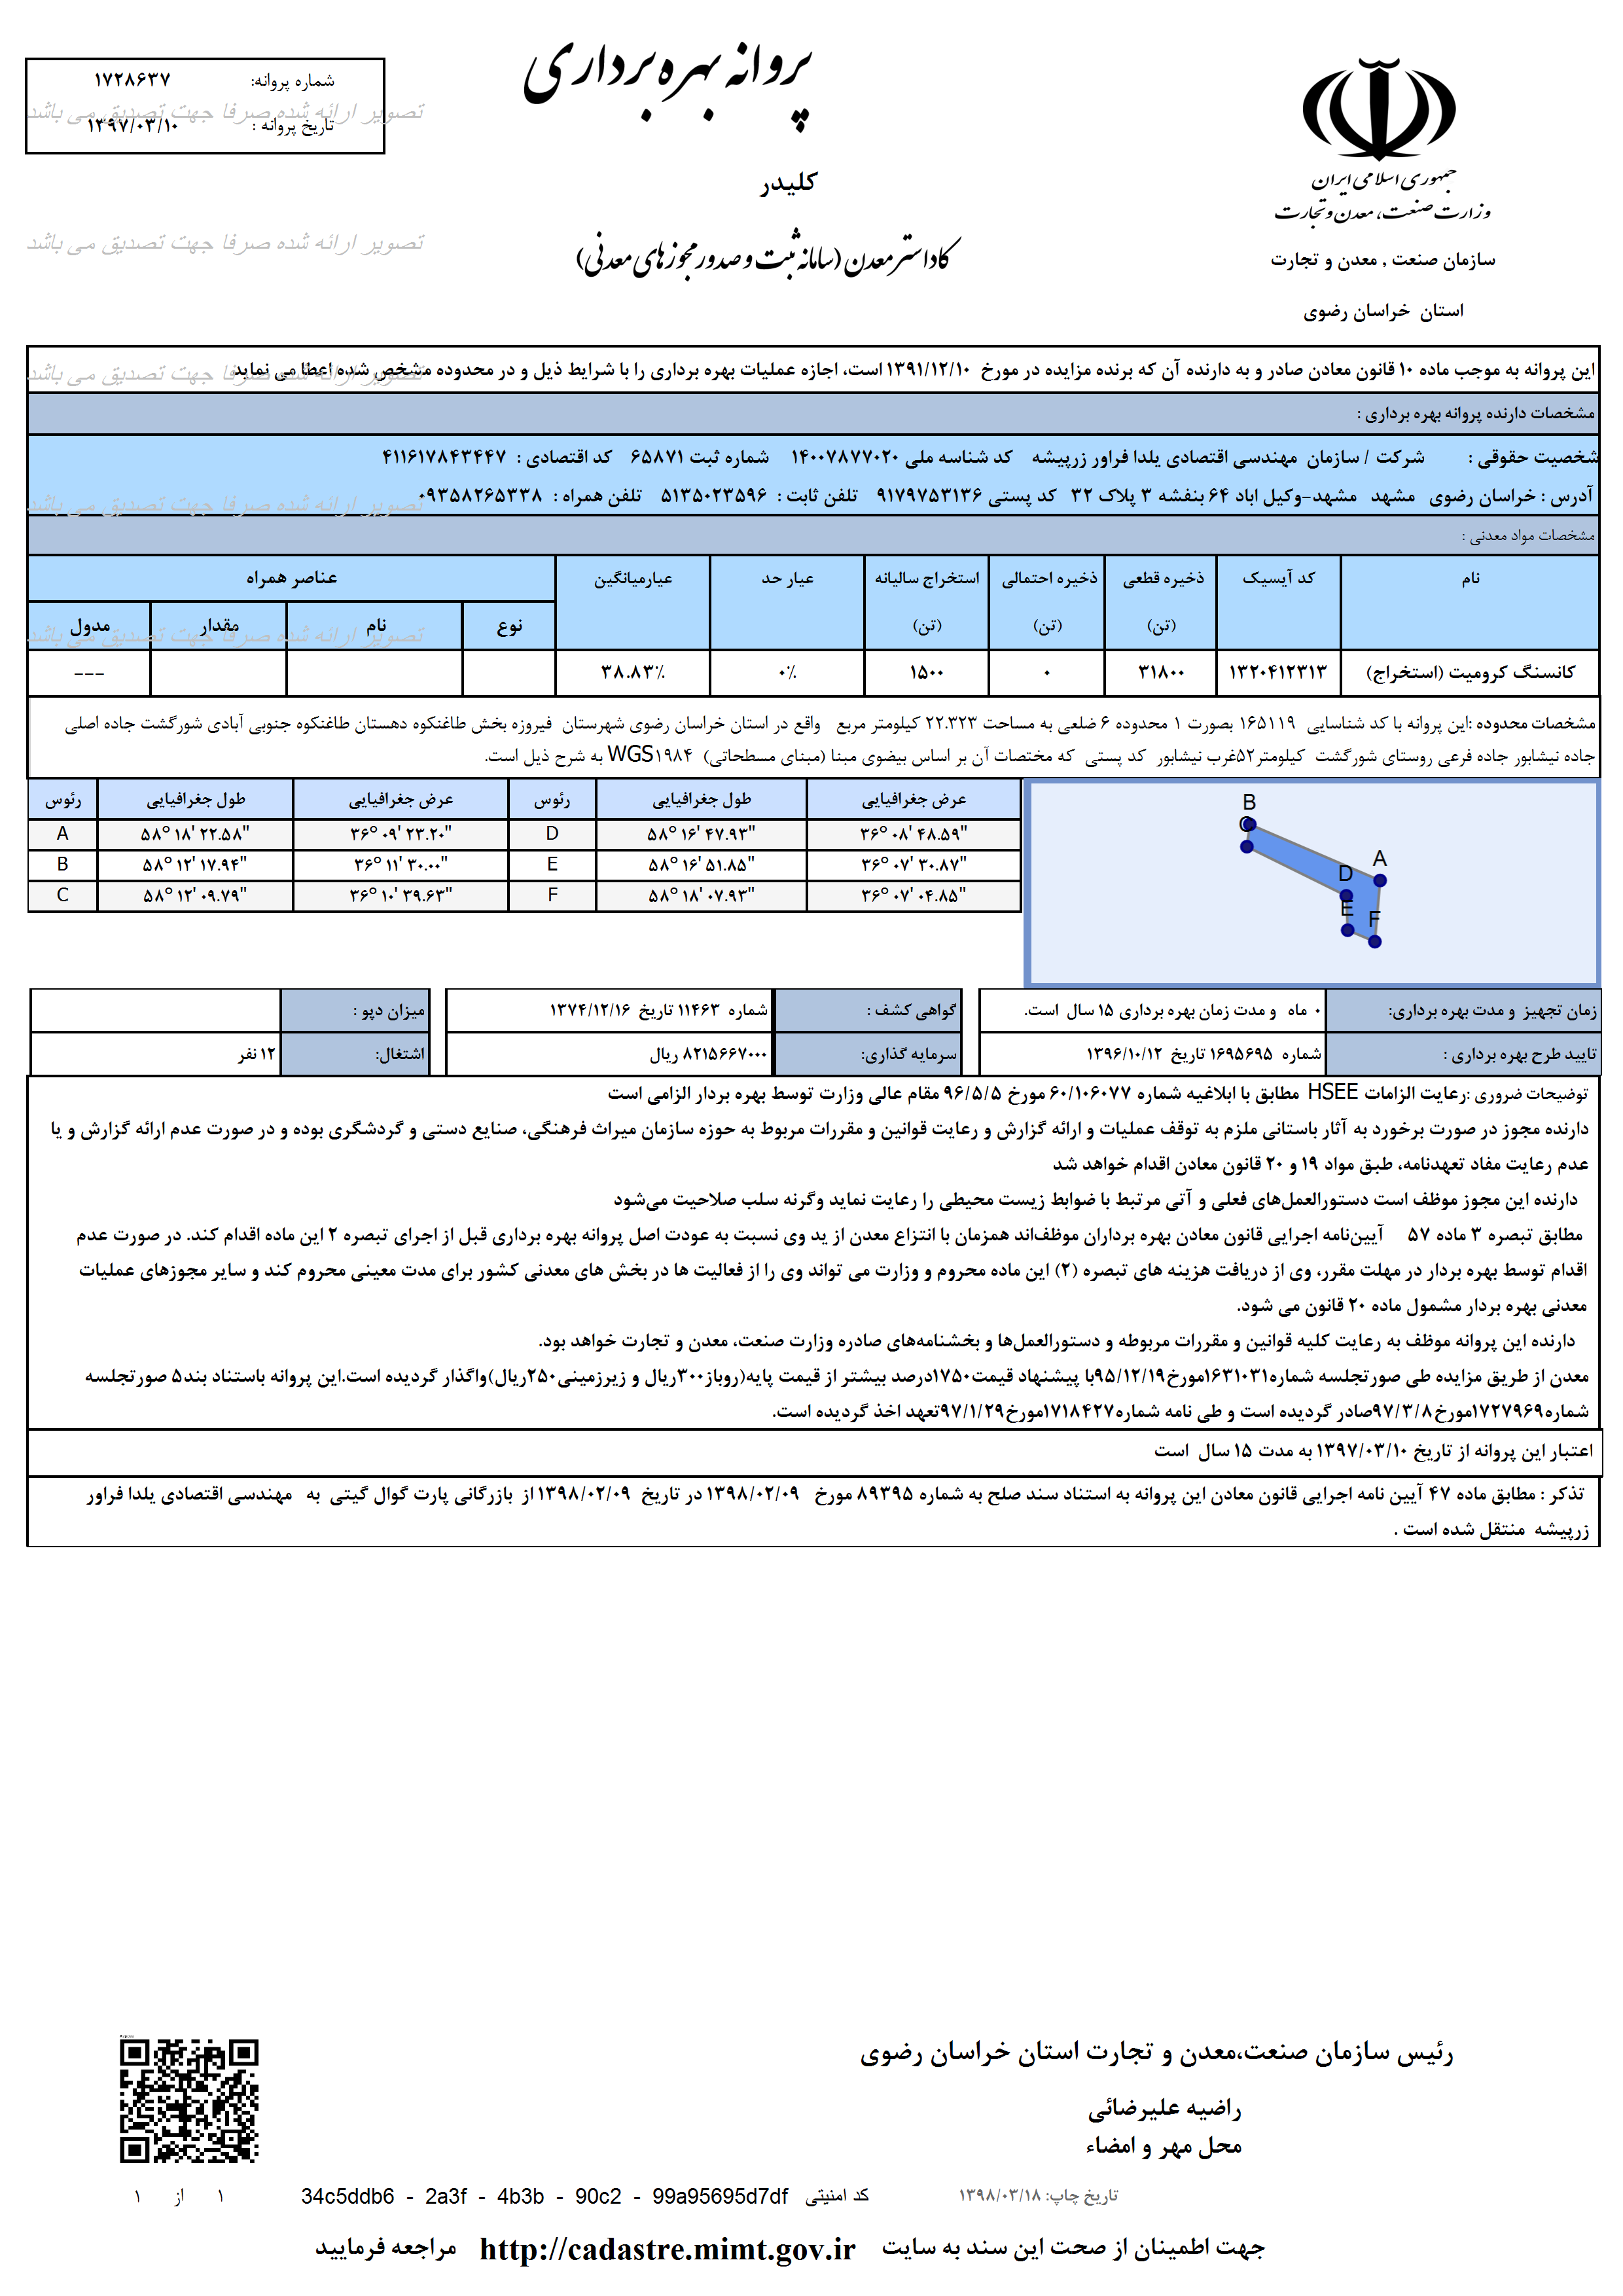 پروانه بهره برداری
کلیدر
کاداستر معدن (سامانه ثبت و صدور مجوزهای معدنی)
جمهوری اسلامی ایران
وزارت صنعت، معدن و تجارت
سازمان صنعت , معدن و تجارت
استان خراسان رضوی
شماره پروانه: ۱۷۲۸۶۳۷
تصویر ارائه شده صرفا جهت تصدیق می باشد
تاریخ پروانه : ۱۳۹۷/۰۳/۱۰
تصویر ارائه شده صرفا جهت تصدیق می باشد
این پروانه به موجب ماده ۱۰ قانون معادن صادر و به دارنده آن که برنده مزایده در مورخ ۱۳۹۱/۱۲/۱۰ است، اجازه عملیات بهره برداری را با شرایط ذیل و در محدوده مشخص شده اعطا می نماید
تصویر ارائه شده صرفا جهت تصدیق می باشد
مشخصات دارنده پروانه بهره برداری :
شخصیت حقوقی : شرکت / سازمان مهندسی اقتصادی یلدا فراور زرپیشه کد شناسه ملی ۱۴۰۰۷۸۷۷۰۲۰ شماره ثبت ۶۵۸۷۱ کد اقتصادی : ۴۱۱۶۱۷۸۴۳۴۴۷
آدرس : خراسان رضوی مشهد مشهد-وکیل اباد ۶۴ بنفشه ۳ پلاک ۳۲ کد پستی ۹۱۷۹۷۵۳۱۳۶ تلفن ثابت : ۵۱۳۵۰۲۳۵۹۶ تلفن همراه : ۰۹۳۵۸۲۶۵۳۳۸
تصویر ارائه شده صرفا جهت تصدیق می باشد
مشخصات مواد معدنی :
نام کد آیسیک ذخیره قطعی (تن) ذخیره احتمالی (تن) استخراج سالیانه (تن) عیار حد عیارمیانگین عناصر همراه
نوع نام مقدار مدول
تصویر ارائه شده صرفا جهت تصدیق می باشد
کانسنگ کرومیت (استخراج) ۱۳۲۰۴۱۲۳۱۳ ۳۱۸۰۰ ۰ ۱۵۰۰ ۰٪ ۳۸.۸۳٪ ---
مشخصات محدوده :این پروانه با کد شناسایی ۱۶۵۱۱۹ بصورت ۱ محدوده ۶ ضلعی به مساحت ۲۲.۳۲۳ کیلومتر مربع واقع در استان خراسان رضوی شهرستان فیروزه بخش طاغنکوه دهستان طاغنکوه جنوبی آبادی شورگشت جاده اصلی
جاده نیشابور جاده فرعی روستای شورگشت کیلومتر۵۲غرب نیشابور کد پستی که مختصات آن بر اساس بیضوی مبنا (مبنای مسطحاتی) WGS۱۹۸۴ به شرح ذیل است.
رئوس طول جغرافیایی عرض جغرافیایی رئوس طول جغرافیایی عرض جغرافیایی
A ۵۸° ۱۸' ۲۲.۵۸" ۳۶° ۰۹' ۲۳.۲۰" D ۵۸° ۱۶' ۴۷.۹۳" ۳۶° ۰۸' ۴۸.۵۹"
B ۵۸° ۱۲' ۱۷.۹۴" ۳۶° ۱۱' ۳۰.۰۰" E ۵۸° ۱۶' ۵۱.۸۵" ۳۶° ۰۷' ۳۰.۸۷"
C ۵۸° ۱۲' ۰۹.۷۹" ۳۶° ۱۰' ۳۹.۶۳" F ۵۸° ۱۸' ۰۷.۹۳" ۳۶° ۰۷' ۰۴.۸۵"
B
C
A
D
E
F
زمان تجهیز و مدت بهره برداری: ۰ ماه و مدت زمان بهره برداری ۱۵ سال است. گواهی کشف : شماره ۱۱۴۶۳ تاریخ ۱۳۷۴/۱۲/۱۶ میزان دپو :
تایید طرح بهره برداری : شماره ۱۶۹۵۶۹۵ تاریخ ۱۳۹۶/۱۰/۱۲ سرمایه گذاری: ۸۲۱۵۶۶۷۰۰۰ ریال اشتغال: ۱۲ نفر
توضیحات ضروری :رعایت الزامات HSEE مطابق با ابلاغیه شماره ۶۰/۱۰۶۰۷۷ مورخ ۹۶/۵/۵ مقام عالی وزارت توسط بهره بردار الزامی است
دارنده مجوز در صورت برخورد به آثار باستانی ملزم به توقف عملیات و ارائه گزارش و رعایت قوانین و مقررات مربوط به حوزه سازمان میراث فرهنگی، صنایع دستی و گردشگری بوده و در صورت عدم ارائه گزارش و یا
عدم رعایت مفاد تعهدنامه، طبق مواد ۱۹ و ۲۰ قانون معادن اقدام خواهد شد
دارنده این مجوز موظف است دستورالعمل‌های فعلی و آتی مرتبط با ضوابط زیست محیطی را رعایت نماید وگرنه سلب صلاحیت می‌شود
مطابق تبصره ۳ ماده ۵۷ آیین‌نامه اجرایی قانون معادن بهره برداران موظف‌اند همزمان با انتزاع معدن از ید وی نسبت به عودت اصل پروانه بهره برداری قبل از اجرای تبصره ۲ این ماده اقدام کند. در صورت عدم
اقدام توسط بهره بردار در مهلت مقرر، وی از دریافت هزینه های تبصره (۲) این ماده محروم و وزارت می تواند وی را از فعالیت ها در بخش های معدنی کشور برای مدت معینی محروم کند و سایر مجوزهای عملیات
معدنی بهره بردار مشمول ماده ۲۰ قانون می شود.
دارنده این پروانه موظف به رعایت کلیه قوانین و مقررات مربوطه و دستورالعمل‌ها و بخشنامه‌های صادره وزارت صنعت، معدن و تجارت خواهد بود.
معدن از طریق مزایده طی صورتجلسه شماره۱۶۳۱۰۳۱مورخ۹۵/۱۲/۱۹با پیشنهاد قیمت۱۷۵۰درصد بیشتر از قیمت پایه(روباز۳۰۰ریال و زیرزمینی۲۵۰ریال)واگذار گردیده است.این پروانه باستناد بند۵ صورتجلسه
شماره۱۷۲۷۹۶۹مورخ۹۷/۳/۸صادر گردیده است و طی نامه شماره۱۷۱۸۴۲۷مورخ۹۷/۱/۲۹تعهد اخذ گردیده است.
اعتبار این پروانه از تاریخ ۱۳۹۷/۰۳/۱۰ به مدت ۱۵ سال است
تذکر : مطابق ماده ۴۷ آیین نامه اجرایی قانون معادن این پروانه به استناد سند صلح به شماره ۸۹۳۹۵ مورخ ۱۳۹۸/۰۲/۰۹ در تاریخ ۱۳۹۸/۰۲/۰۹ از بازرگانی پارت گوال گیتی به مهندسی اقتصادی یلدا فراور
زرپیشه منتقل شده است .
رئیس سازمان صنعت،معدن و تجارت استان خراسان رضوی
راضیه علیرضائی
محل مهر و امضاء
تاریخ چاپ: ۱۳۹۸/۰۳/۱۸ کد امنیتی 34c5ddb6 - 2a3f - 4b3b - 90c2 - 99a95695d7df ۱ از ۱
جهت اطمینان از صحت این سند به سایت http://cadastre.mimt.gov.ir مراجعه فرمایید